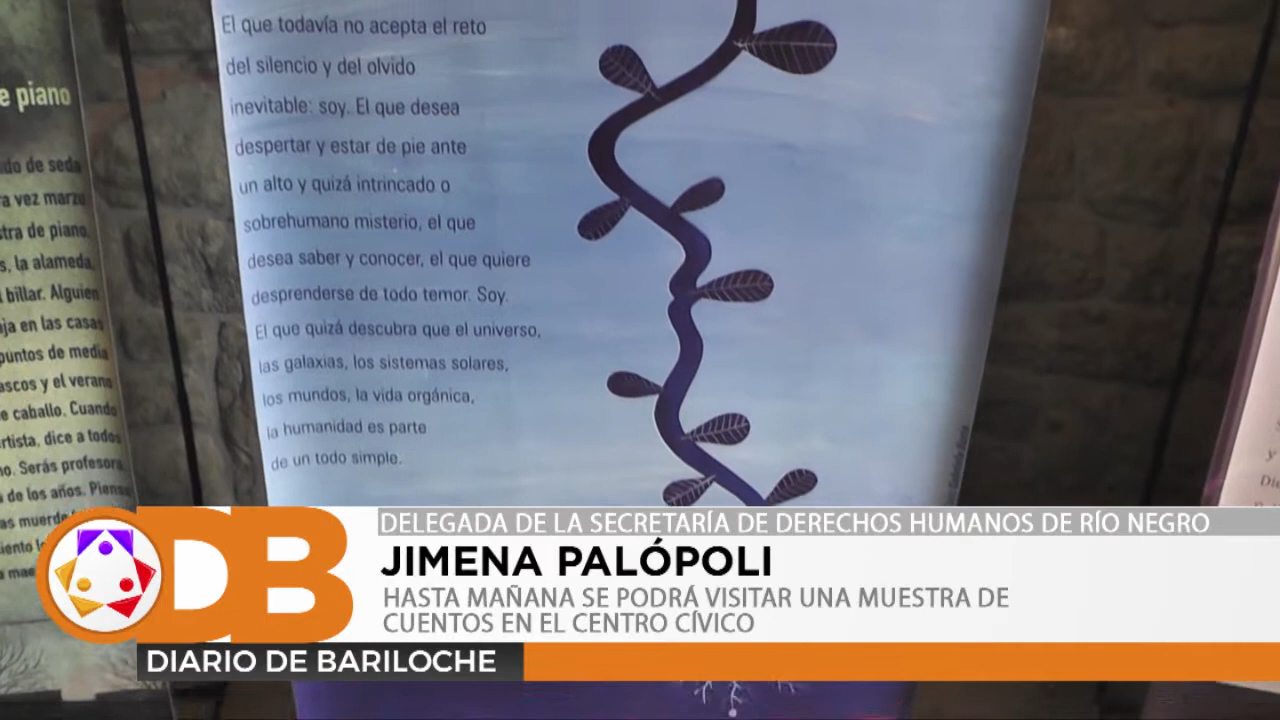 e piano
do de seda
a vez marzo
stra de piano.
s, la alameda,
l billar. Alguien
ja en las casas
puntos de media
ascos y el verano
e caballo. Cuando
rtista, dice a todos
no. Serás profesora
de los años. Piens
as muerde
iento l
a mae
El que todavía no acepta el reto
del silencio y del olvido
inevitable: soy. El que desea
despertar y estar de pie ante
un alto y quizá intrincado o
sobrehumano misterio, el que
desea saber y conocer, el que quiere
desprenderse de todo temor. Soy.
El que quizá descubra que el universo,
las galaxias, los sistemas solares,
los mundos, la vida orgánica,
la humanidad es parte
de un todo simple.
y
Die
DB
DELEGADA DE LA SECRETARÍA DE DERECHOS HUMANOS DE RÍO NEGRO
JIMENA PALÓPOLI
HASTA MAÑANA SE PODRÁ VISITAR UNA MUESTRA DE
CUENTOS EN EL CENTRO CÍVICO
DIARIO DE BARILOCHE